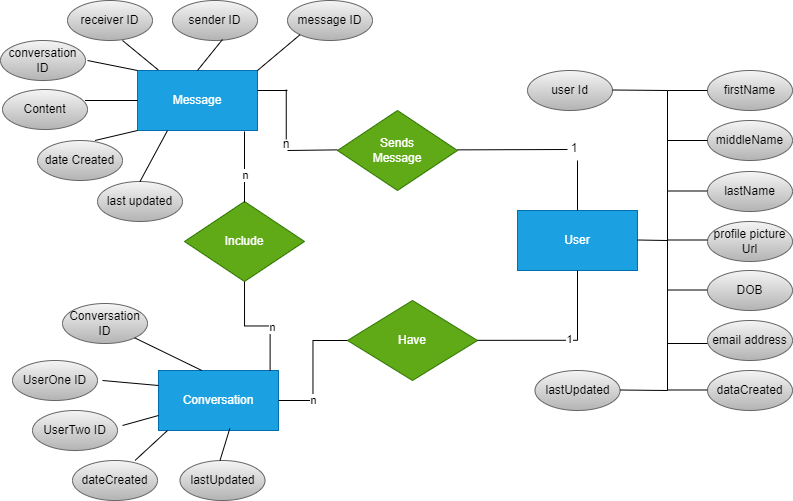 receiver ID
sender ID
message ID
conversation
ID
Message
user Id
firstName
Content
n
Sends
Message
1
middleName
date Created
n
last updated
lastName
Include
User
profile picture
Url
DOB
Conversation
ID
n
Have
1
email address
UserOne ID
Conversation
n
lastUpdated
dataCreated
UserTwo ID
dateCreated
lastUpdated